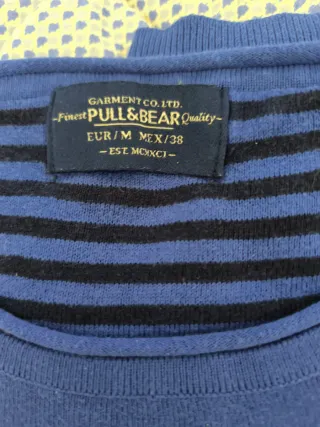 GARMENT CO. LTD.
-Finest PULL&BEAR Quality-
EUR/M MEX/38
- EST. MCMXCI -